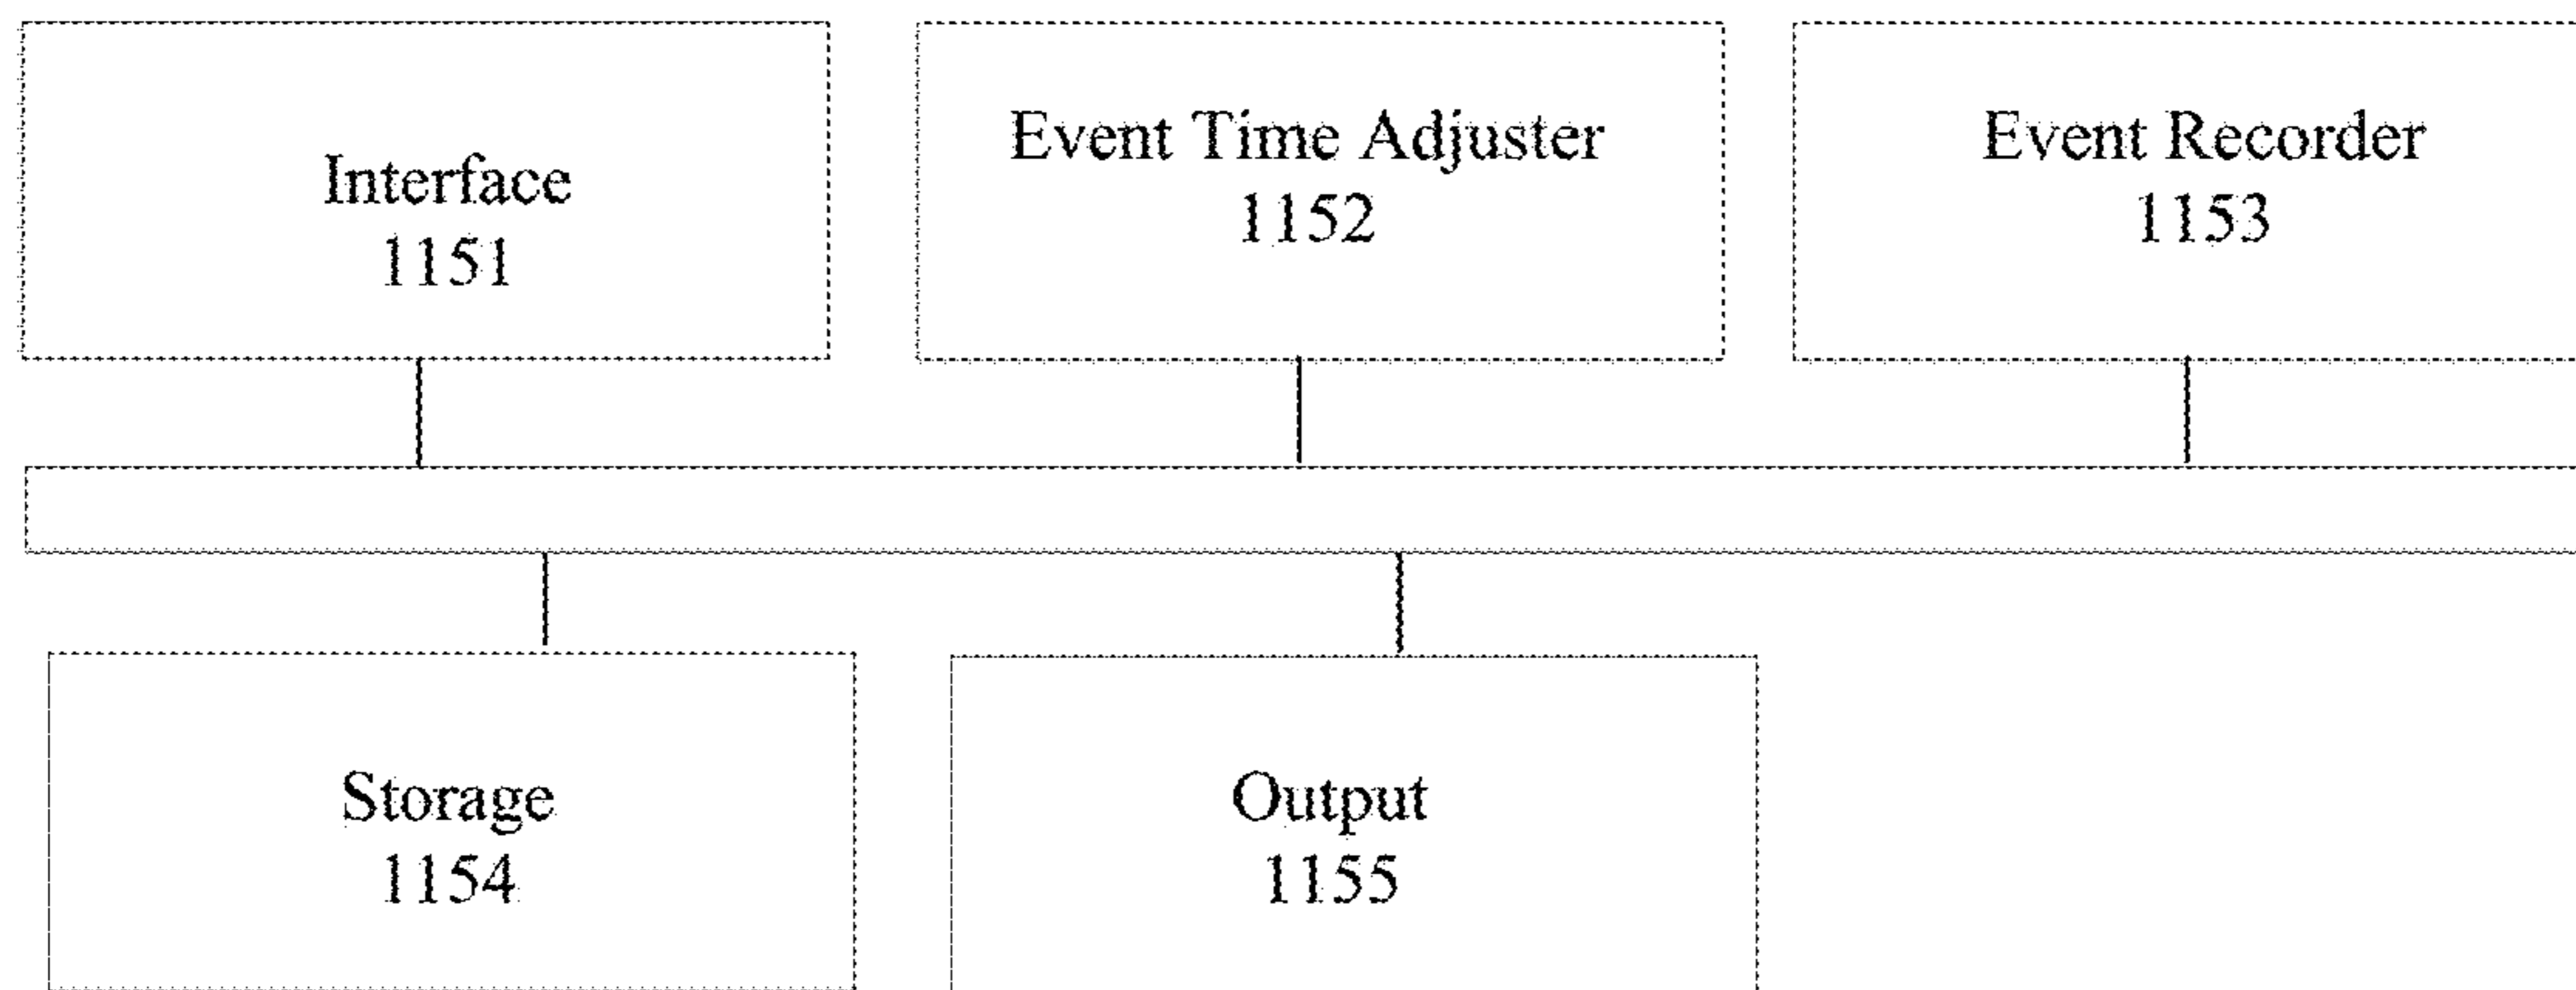 Interface
1151
Event Time Adjuster
1152
Event Recorder
1153
Storage
1154
Output
1155